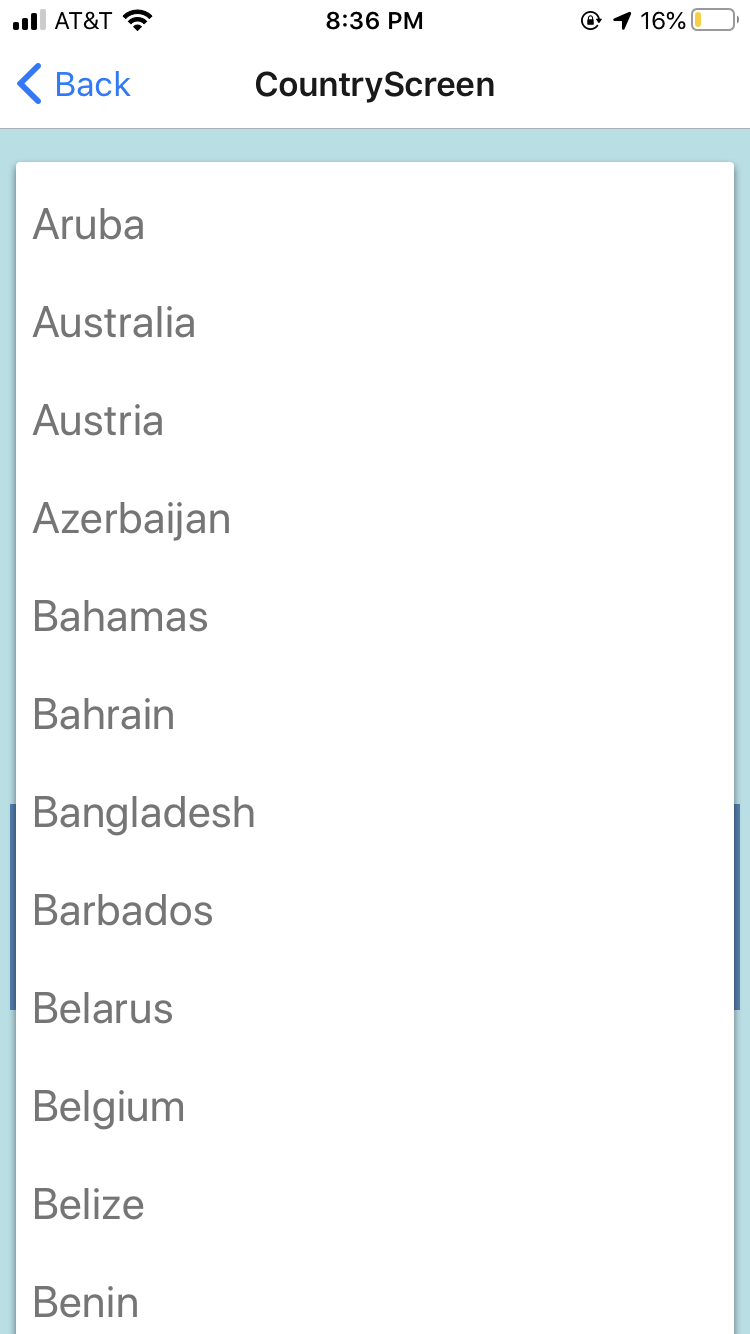 AT&T 8:36 PM 16%
Back CountryScreen
Aruba
Australia
Austria
Azerbaijan
Bahamas
Bahrain
Bangladesh
Barbados
Belarus
Belgium
Belize
Benin